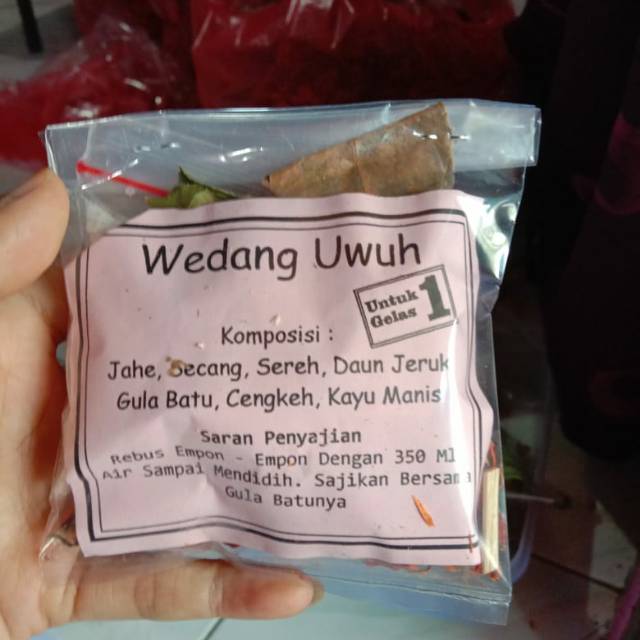 Wedang Uwuh
Untuk 1
Gelas
Komposisi :
Jahe, Secang, Sereh, Daun Jeruk
Gula Batu, Cengkeh, Kayu Manis
Saran Penyajian
Rebus Empon - Empon Dengan 350 Ml
Air Sampai Mendidih. Sajikan Bersama
Gula Batunya